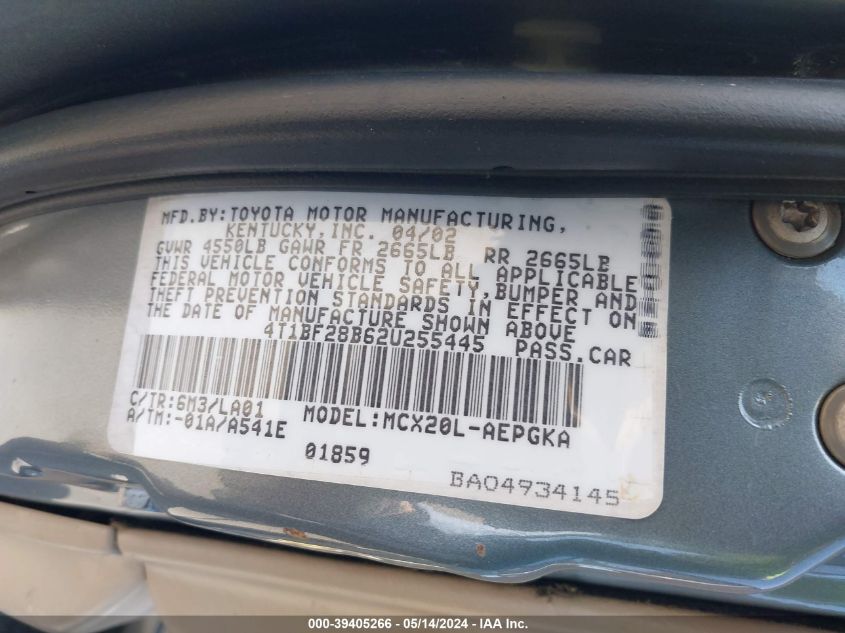 MFD.BY:TOYOTA MOTOR MANUFACTURING,
KENTUCKY, INC. 04/02
GVWR 4550LB GAWR FR 2665LB RR 2665LB
THIS VEHICLE CONFORMS TO ALL APPLICABLE
FEDERAL MOTOR VEHICLE SAFETY, BUMPER AND
THEFT PREVENTION STANDARDS IN EFFECT ON
THE DATE OF MANUFACTURE SHOWN ABOVE
4T1BF28B62U255445 PASS.CAR
C/TR:6M3/LA01 MODEL:MCX20L-AEPGKA
A/TM:-01A/A541E
01859
BA04934145
000-39405266 - 05/14/2024 - IAA Inc.